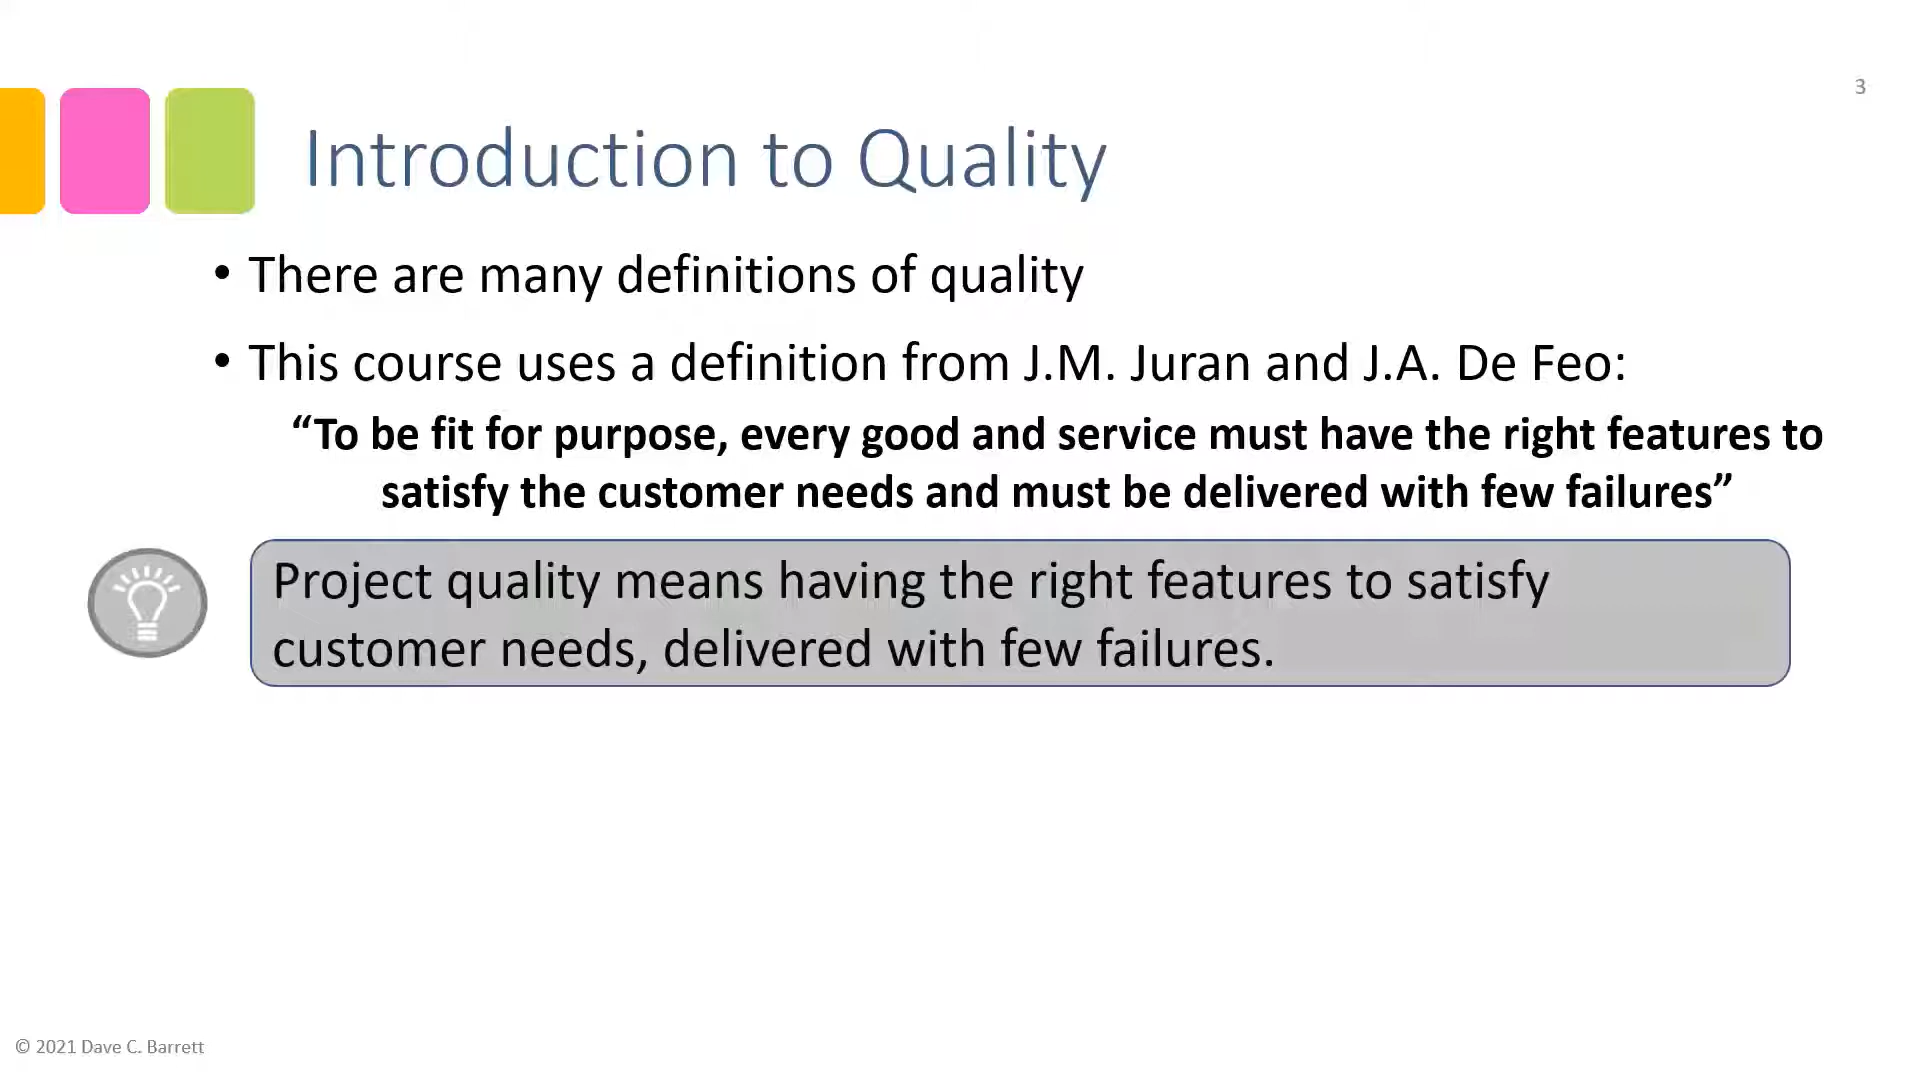 3
Introduction to Quality
• There are many definitions of quality
• This course uses a definition from J.M. Juran and J.A. De Feo:
“To be fit for purpose, every good and service must have the right features to
satisfy the customer needs and must be delivered with few failures”
Project quality means having the right features to satisfy
customer needs, delivered with few failures.
© 2021 Dave C. Barrett